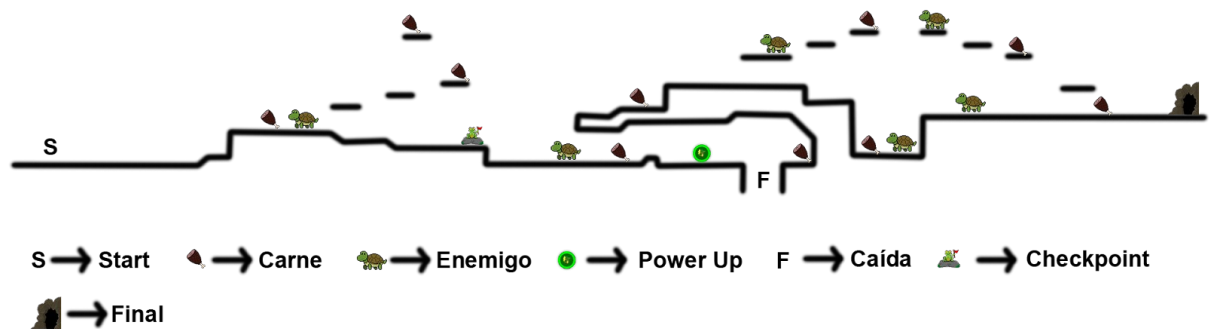 S
F
S Start
Carne
Enemigo
Power Up
F Caída
Checkpoint
Final